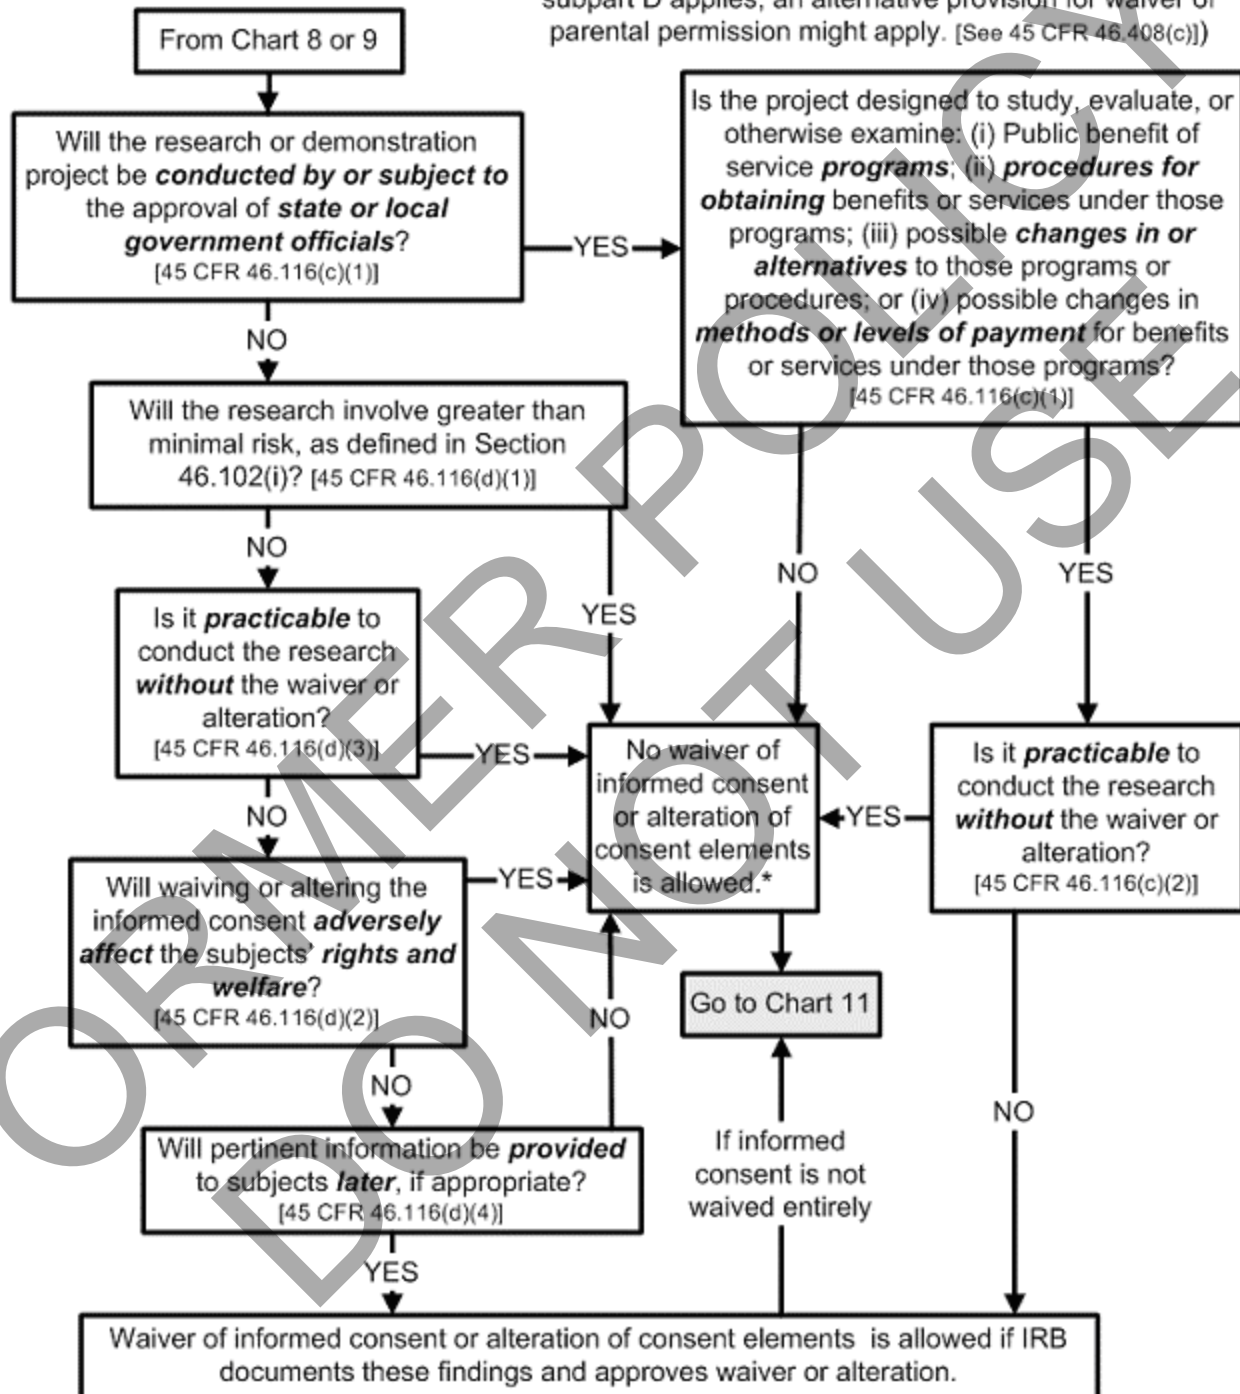 subpart D applies, an alternative provision for waiver of
parental permission might apply. [See 45 CFR 46.408(c)])
From Chart 8 or 9
Will the research or demonstration
project be conducted by or subject to
the approval of state or local
government officials?
[45 CFR 46.116(c)(1)]
YES
Is the project designed to study, evaluate, or
otherwise examine: (i) Public benefit of
service programs; (ii) procedures for
obtaining benefits or services under those
programs; (iii) possible changes in or
alternatives to those programs or
procedures; or (iv) possible changes in
methods or levels of payment for benefits
or services under those programs?
[45 CFR 46.116(c)(1)]
NO
Will the research involve greater than
minimal risk, as defined in Section
46.102(i)? [45 CFR 46.116(d)(1)]
NO
YES
NO
YES
Is it practicable to
conduct the research
without the waiver or
alteration?
[45 CFR 46.116(d)(3)]
YES
No waiver of
informed consent
or alteration of
consent elements
is allowed.*
YES
Is it practicable to
conduct the research
without the waiver or
alteration?
[45 CFR 46.116(c)(2)]
NO
Will waiving or altering the
informed consent adversely
affect the subjects' rights and
welfare?
[45 CFR 46.116(d)(2)]
YES
Go to Chart 11
NO
NO
NO
Will pertinent information be provided
to subjects later, if appropriate?
[45 CFR 46.116(d)(4)]
If informed
consent is not
waived entirely
YES
Waiver of informed consent or alteration of consent elements is allowed if IRB
documents these findings and approves waiver or alteration.
ORMER POLICY
DO NOT USE